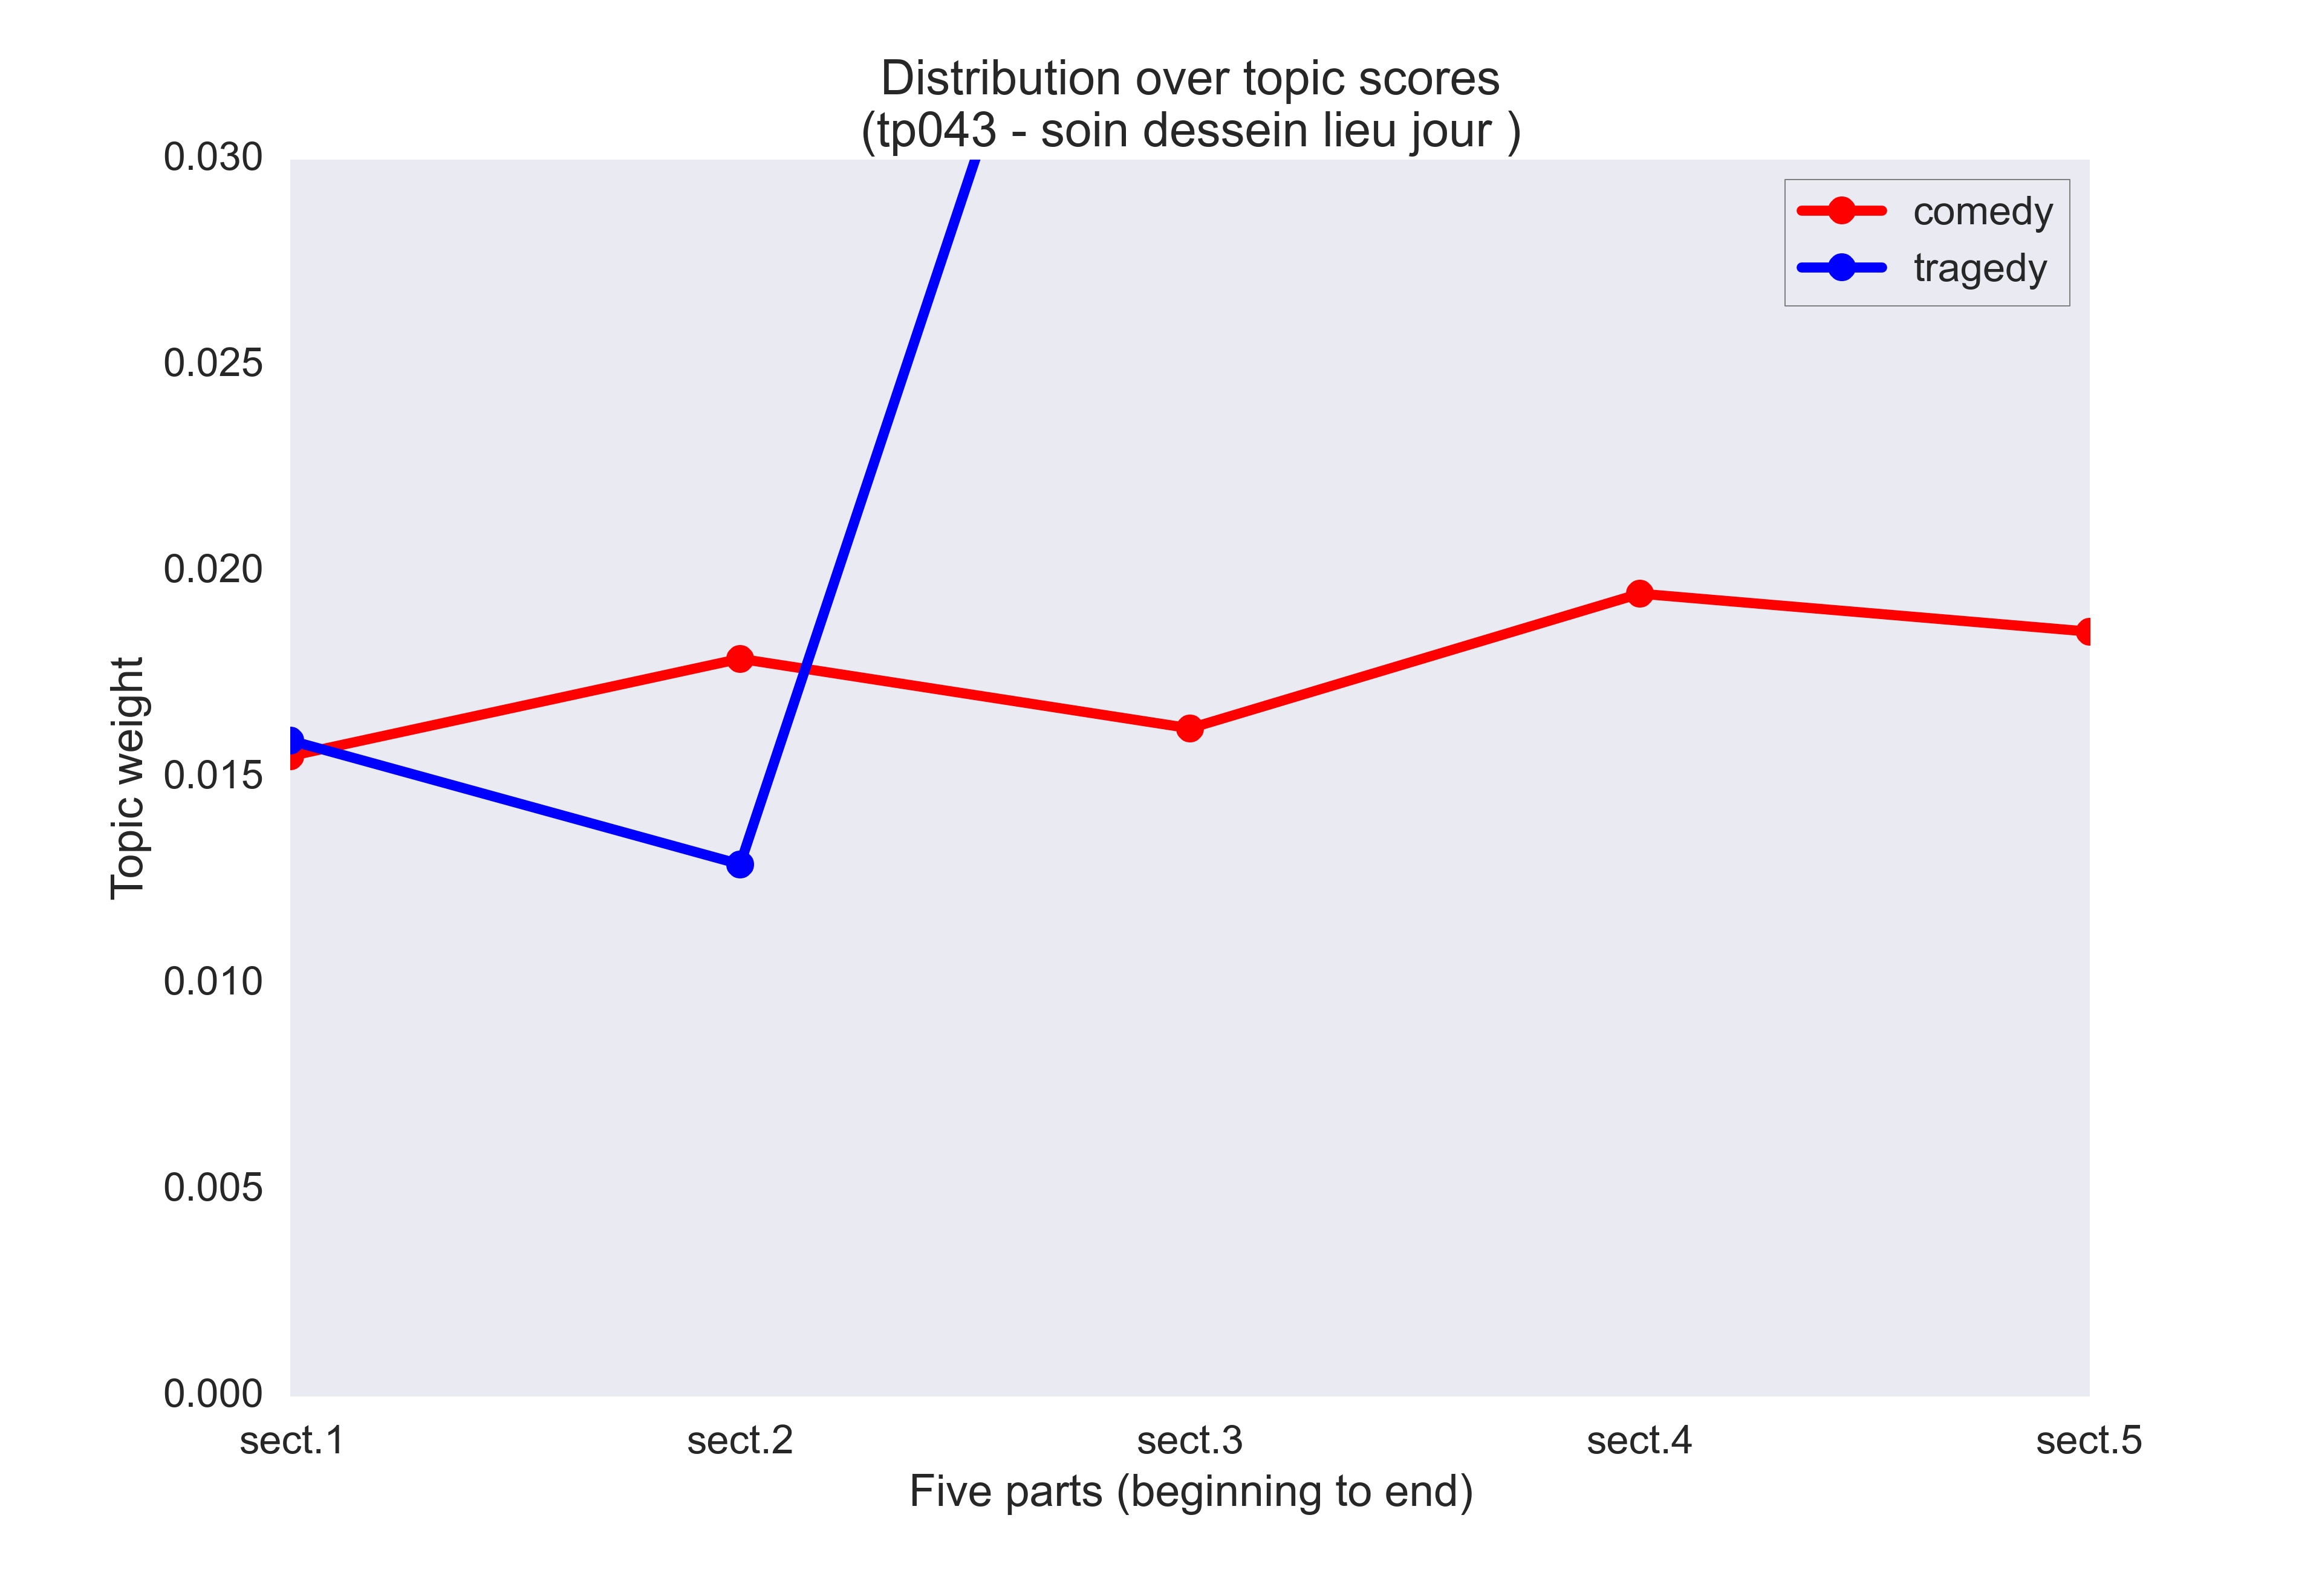 Distribution over topic scores
(tp043 - soin dessein lieu jour )
0.030
0.025
0.020
0.015
0.010
0.005
0.000
Topic weight
comedy
tragedy
sect.1 sect.2 sect.3 sect.4 sect.5
Five parts (beginning to end)